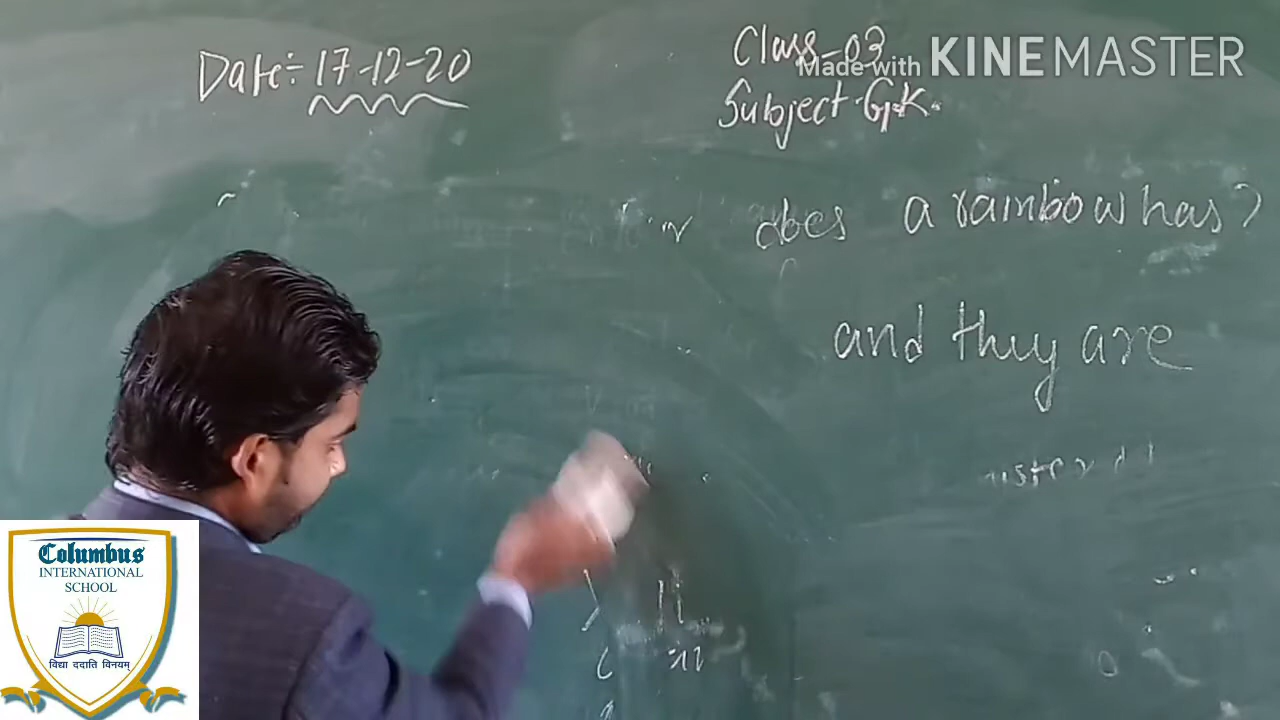 Date:- 17-12-20
Class-03
Made with KINEMASTER
Subject-G.K.
does a rainbow has?
and they are
Columbus
INTERNATIONAL
SCHOOL
विद्या ददाति विनयम्